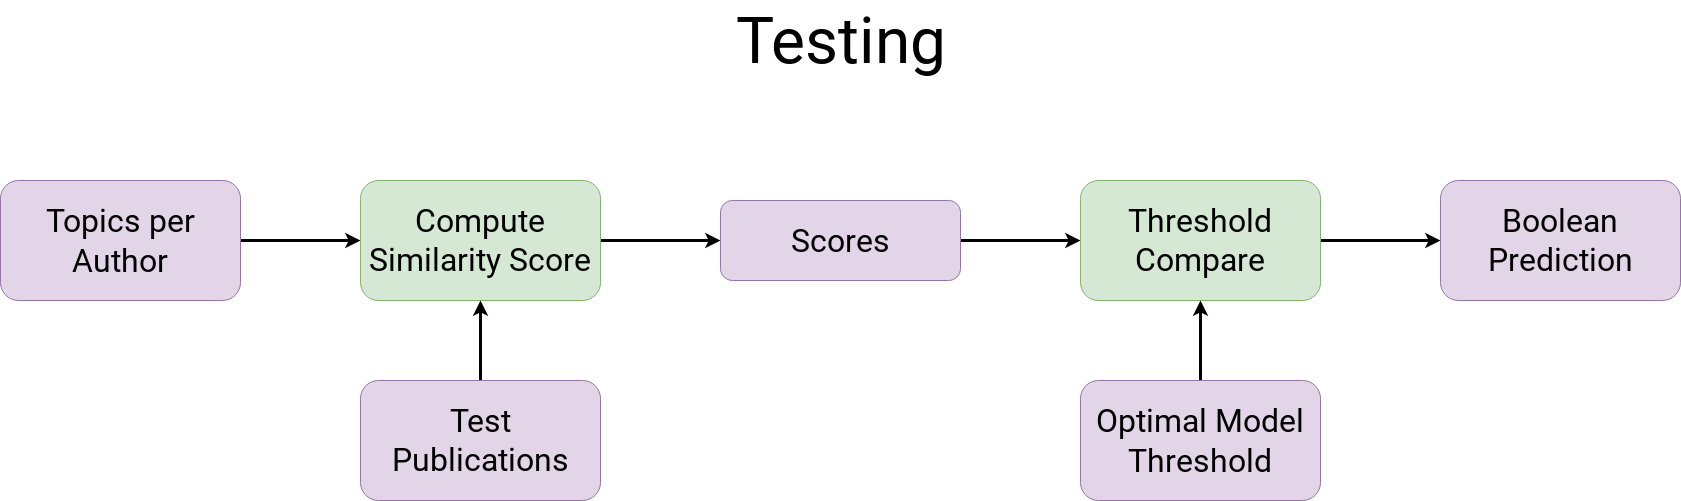 Testing
Topics per
Author
Compute
Similarity Score
Scores
Threshold
Compare
Boolean
Prediction
Test
Publications
Optimal Model
Threshold